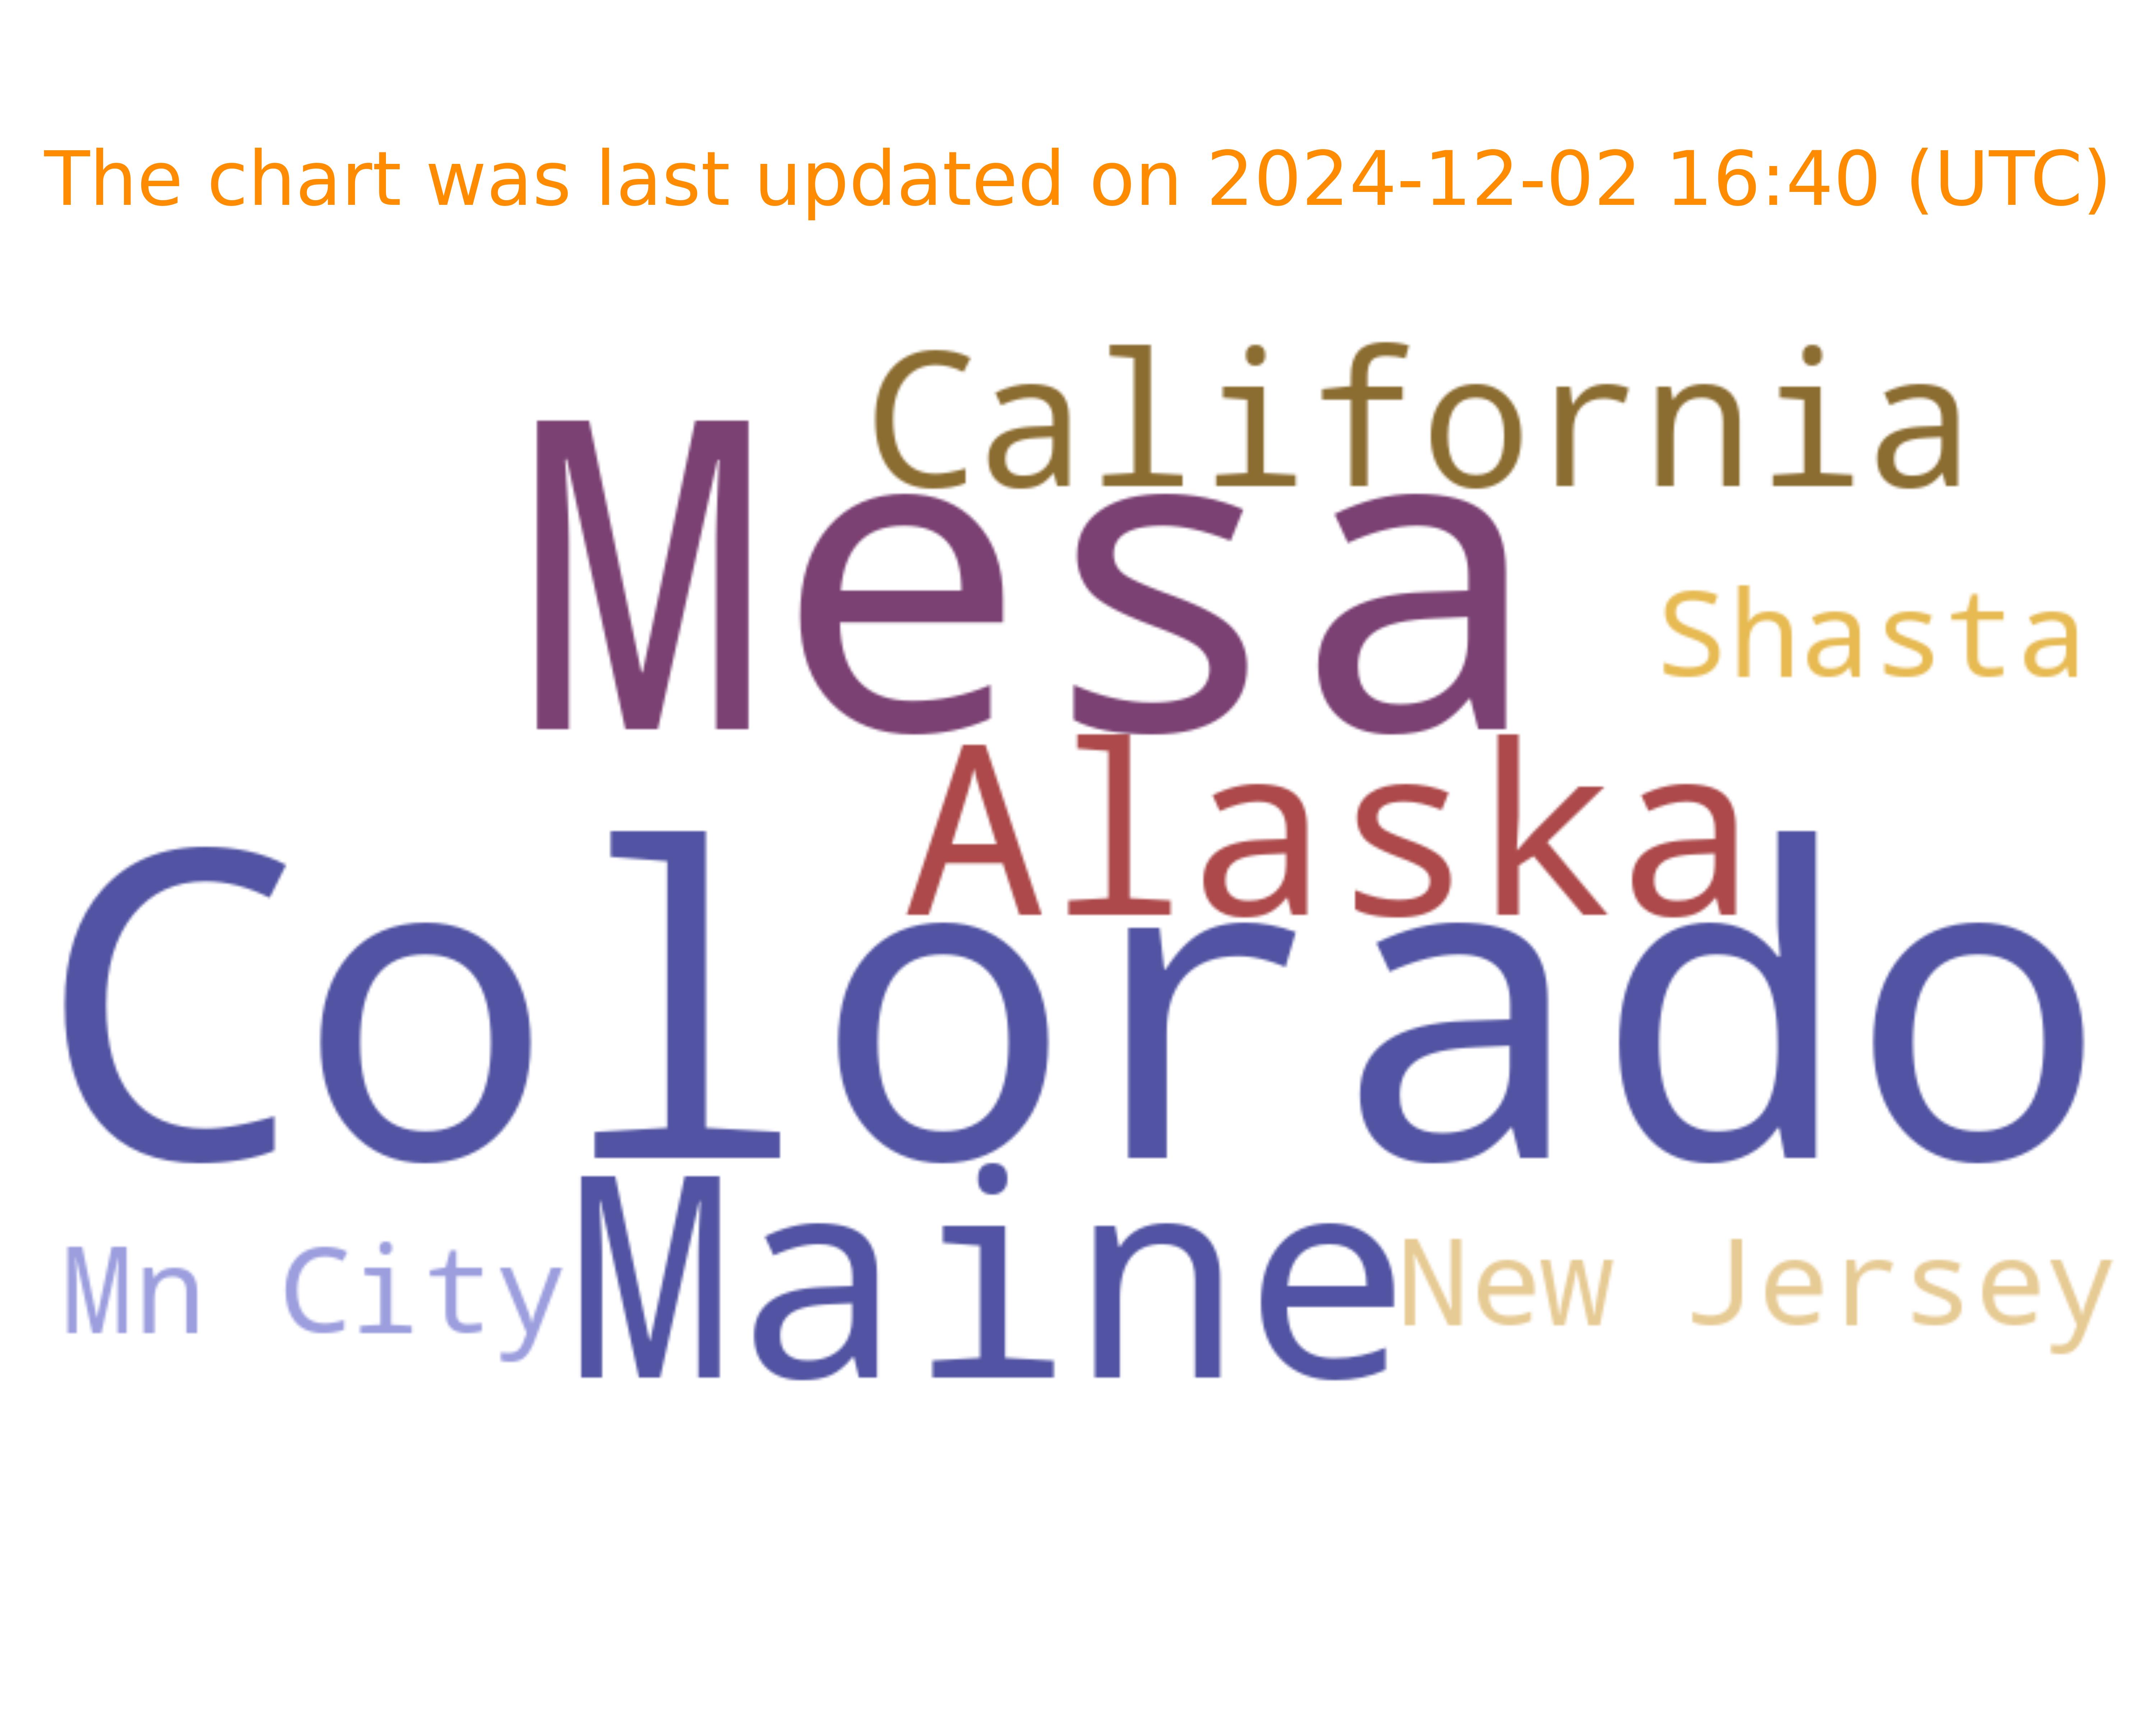 The chart was last updated on 2024-12-02 16:40 (UTC)
California
Mesa
Shasta
Alaska
Colorado
Mn City
Maine
New Jersey